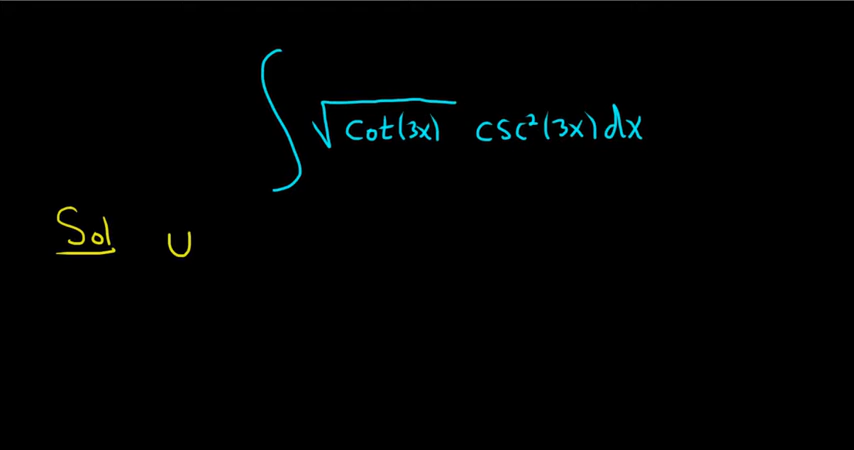 ∫ √cot(3x) csc²(3x) dx
Sol U